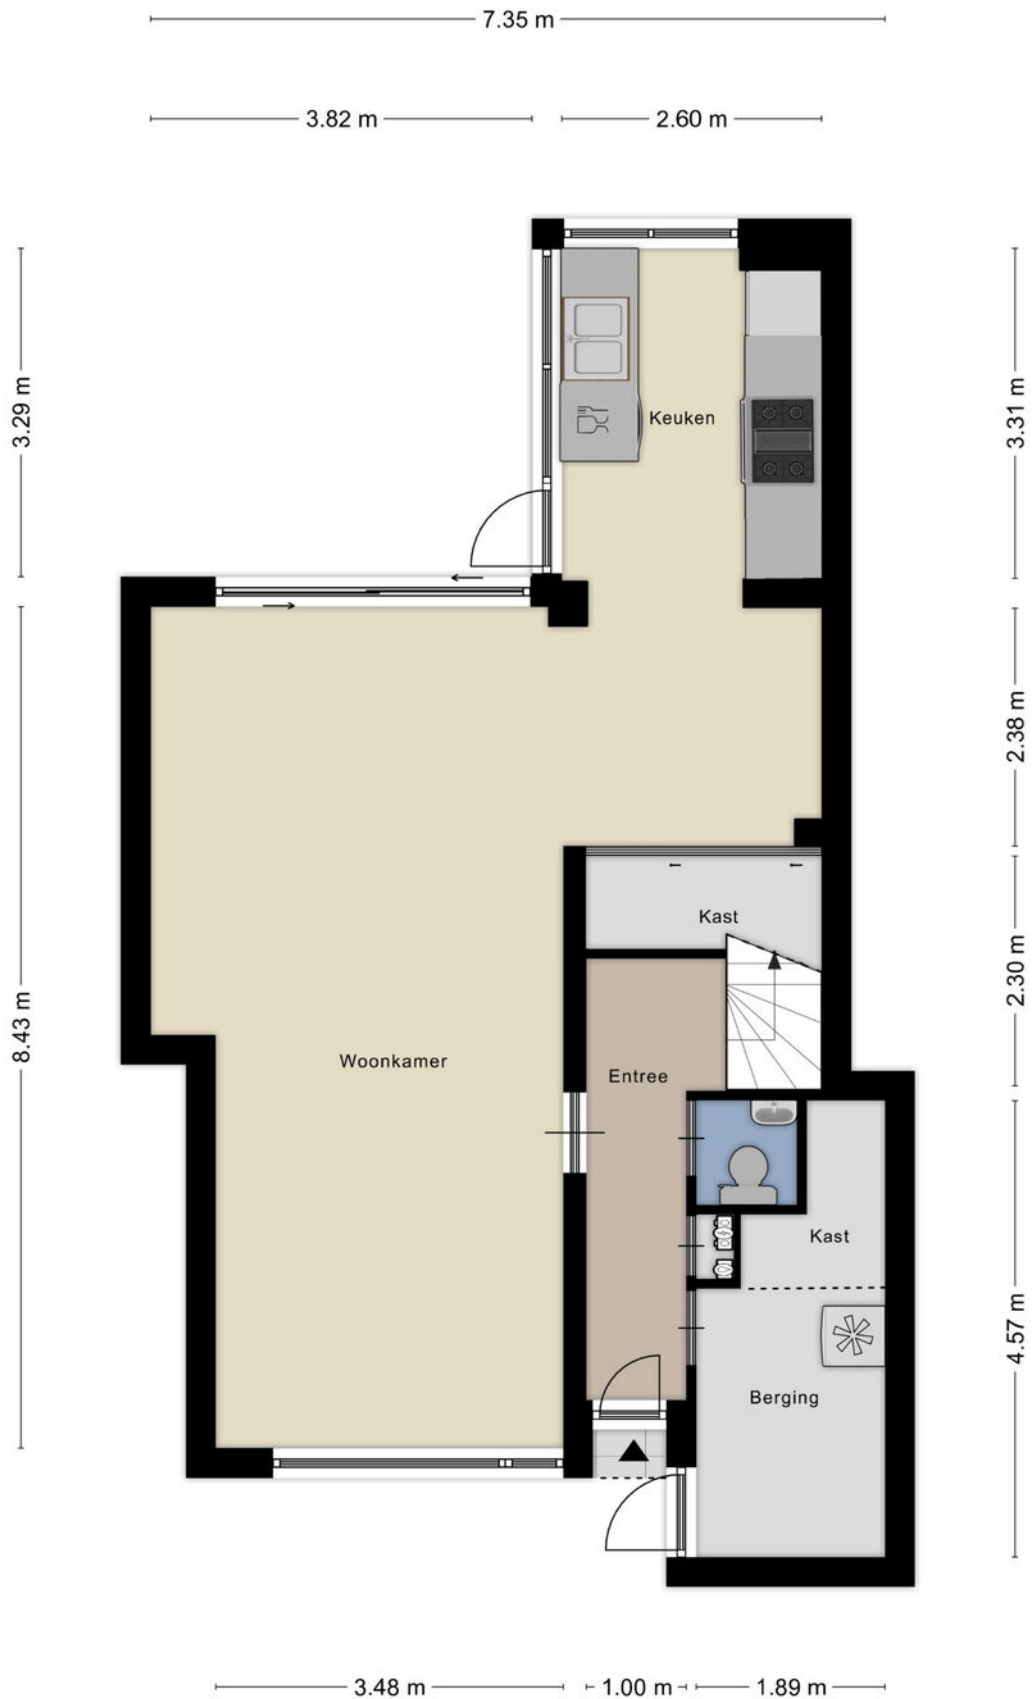 7.35 m
3.82 m
2.60 m
3.29 m
3.31 m
Keuken
2.38 m
Kast
2.30 m
8.43 m
Woonkamer
Entree
Kast
4.57 m
Berging
3.48 m
1.00 m
1.89 m